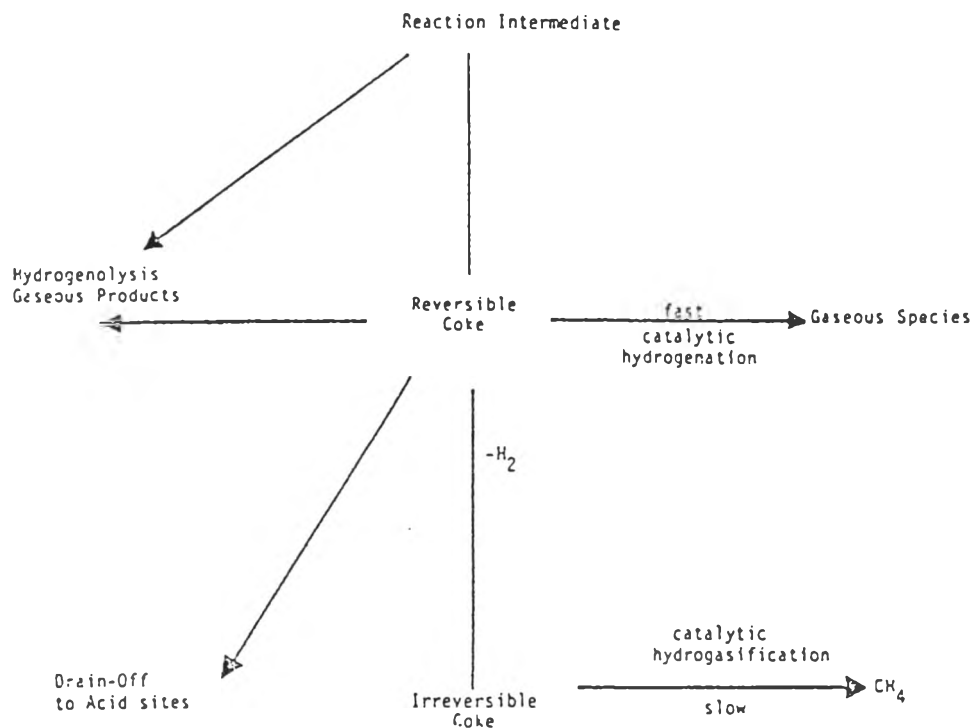 Reaction Intermediate
Hydrogenolysis
Gaseous Products
Reversible
Coke
fast
catalytic
hydrogenation
Gaseous Species
-H₂
Drain-Off
to Acid sites
Irreversible
Coke
catalytic
hydrogasification
slow
CH₄